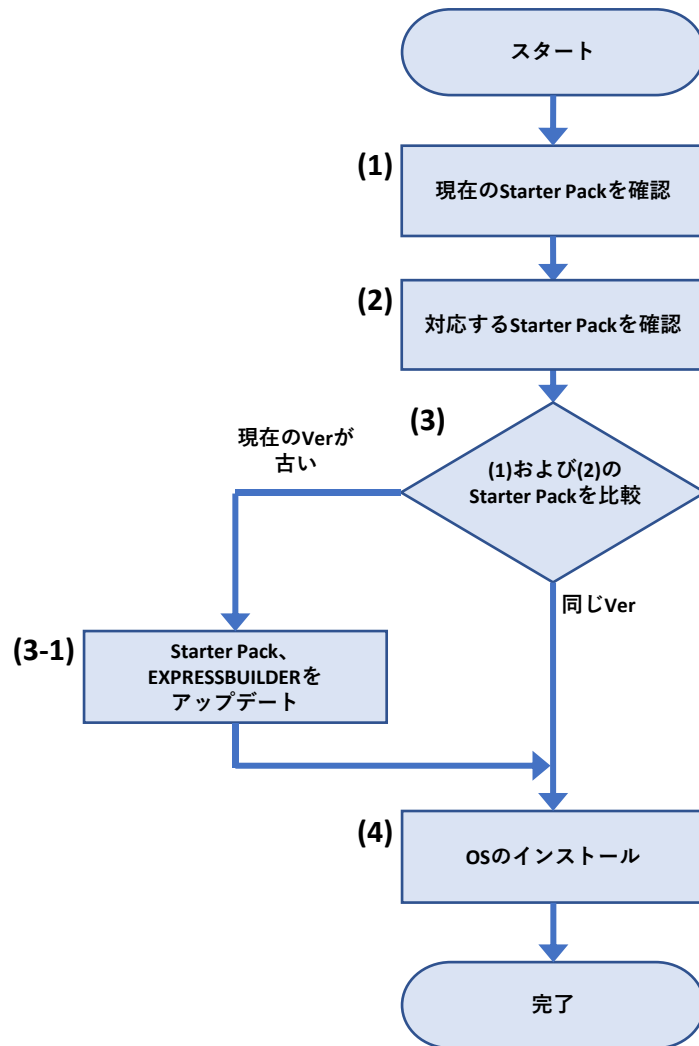 スタート
(1)
現在のStarter Packを確認
(2)
対応するStarter Packを確認
(3)
(1)および(2)の
Starter Packを比較
現在のVerが
古い
同じVer
(3-1)
Starter Pack、
EXPRESSBUILDERを
アップデート
(4)
OSのインストール
完了